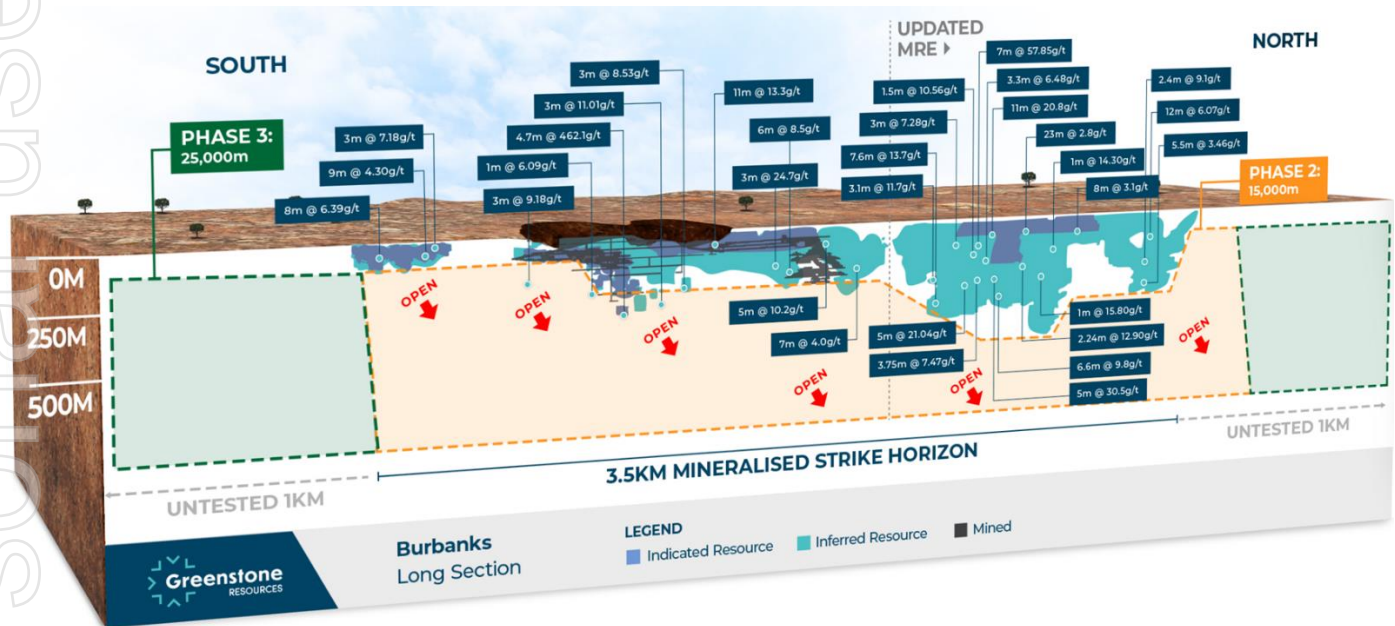 SOUTH
UPDATED
MRE
NORTH
PHASE 3:
25,000m
3m @ 7.18g/t
9m @ 4.30g/t
8m @ 6.39g/t
3m @ 8.53g/t
3m @ 11.01g/t
4.7m @ 462.1g/t
1m @ 6.09g/t
3m @ 9.18g/t
11m @ 13.3g/t
6m @ 8.5g/t
3m @ 24.7g/t
7m @ 57.85g/t
1.5m @ 10.56g/t
3.3m @ 6.48g/t
3m @ 7.28g/t
11m @ 20.8g/t
7.6m @ 13.7g/t
23m @ 2.8g/t
3.1m @ 11.7g/t
1m @ 14.30g/t
8m @ 3.1g/t
2.4m @ 9.1g/t
12m @ 6.07g/t
5.5m @ 3.46g/t
PHASE 2:
15,000m
0M
250M
500M
OPEN
OPEN
OPEN
OPEN
OPEN
OPEN
5m @ 10.2g/t
7m @ 4.0g/t
5m @ 21.04g/t
3.75m @ 7.47g/t
1m @ 15.80g/t
2.24m @ 12.90g/t
6.6m @ 9.8g/t
5m @ 30.5g/t
UNTESTED 1KM
3.5KM MINERALISED STRIKE HORIZON
UNTESTED 1KM
Greenstone
RESOURCES
Burbanks
Long Section
LEGEND
Indicated Resource
Inferred Resource
Mined